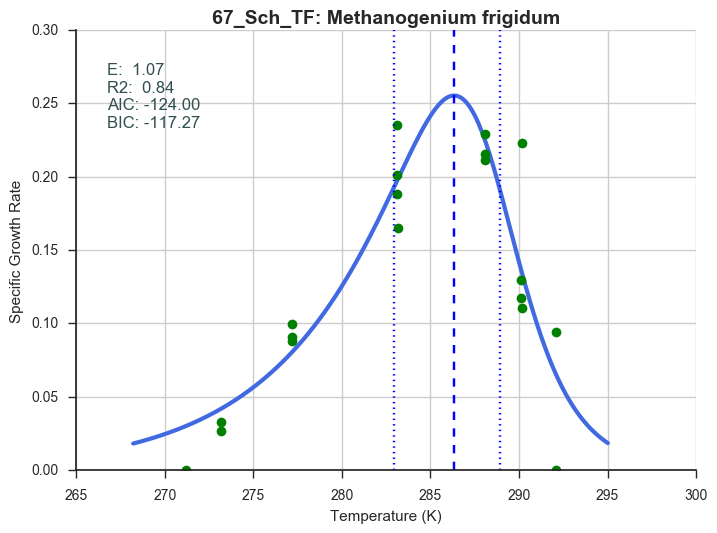 67_Sch_TF: Methanogenium frigidum
E:  1.07
R2:  0.84
AIC: -124.00
BIC: -117.27
Specific Growth Rate
0.30
0.25
0.20
0.15
0.10
0.05
0.00
265 270 275 280 285 290 295 300
Temperature (K)